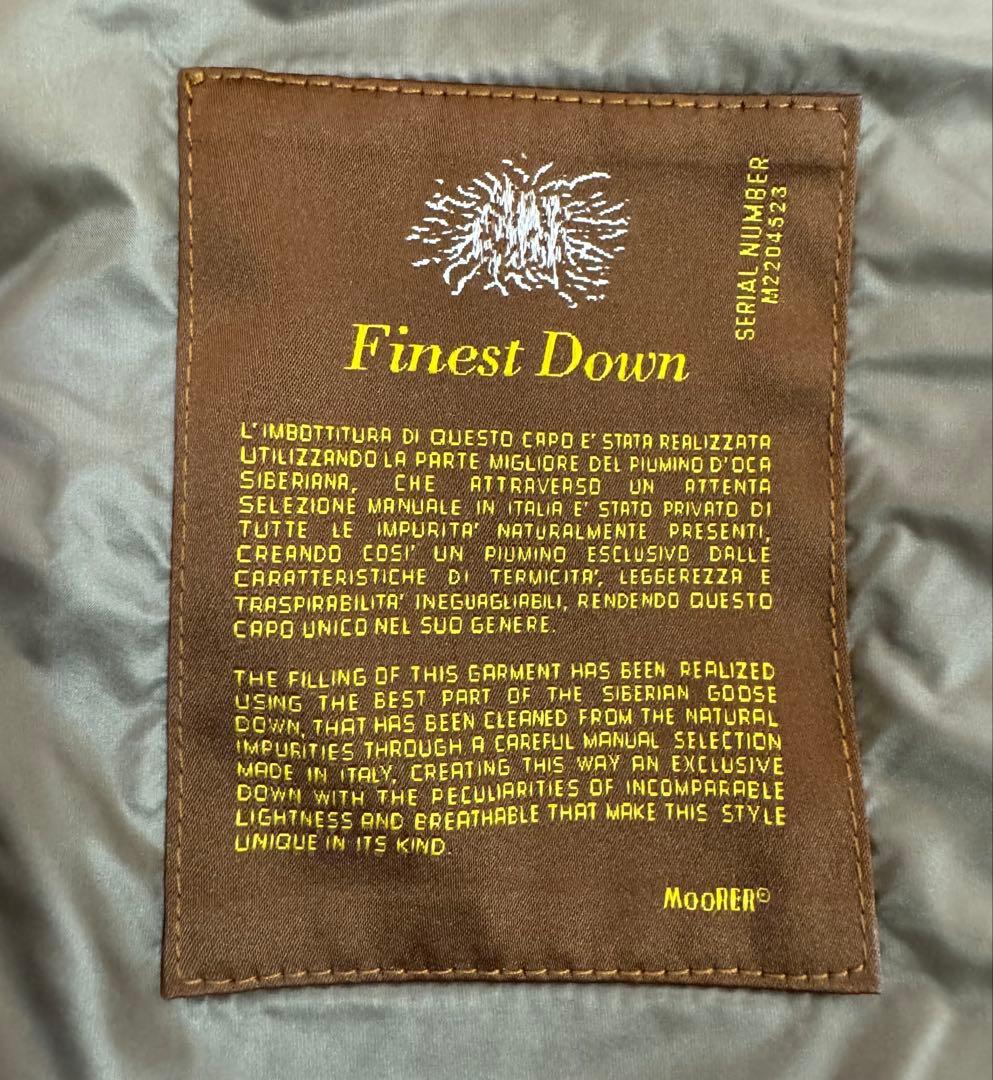 SERIAL NUMBER
M2204523
Finest Down
L'IMBOTTITURA DI QUESTO CAPO E' STATA REALIZZATA
UTILIZZANDO LA PARTE MIGLIORE DEL PIUMINO D'OCA
SIBERIANA, CHE ATTRAVERSO UN ATTENTA
SELEZIONE MANUALE IN ITALIA E' STATO PRIVATO DI
TUTTE LE IMPURITA' NATURALMENTE PRESENTI,
CREANDO COSI' UN PIUMINO ESCLUSIVO DALLE
CARATTERISTICHE DI TERMICITA', LEGGEREZZA E
TRASPIRABILITA' INEGUAGLIABILI, RENDENDO QUESTO
CAPO UNICO NEL SUO GENERE.
THE FILLING OF THIS GARMENT HAS BEEN REALIZED
USING THE BEST PART OF THE SIBERIAN GOOSE
DOWN, THAT HAS BEEN CLEANED FROM THE NATURAL
IMPURITIES THROUGH A CAREFUL MANUAL SELECTION
MADE IN ITALY, CREATING THIS WAY AN EXCLUSIVE
DOWN WITH THE PECULIARITIES OF INCOMPARABLE
LIGHTNESS AND BREATHABLE THAT MAKE THIS STYLE
UNIQUE IN ITS KIND.
MooRER©